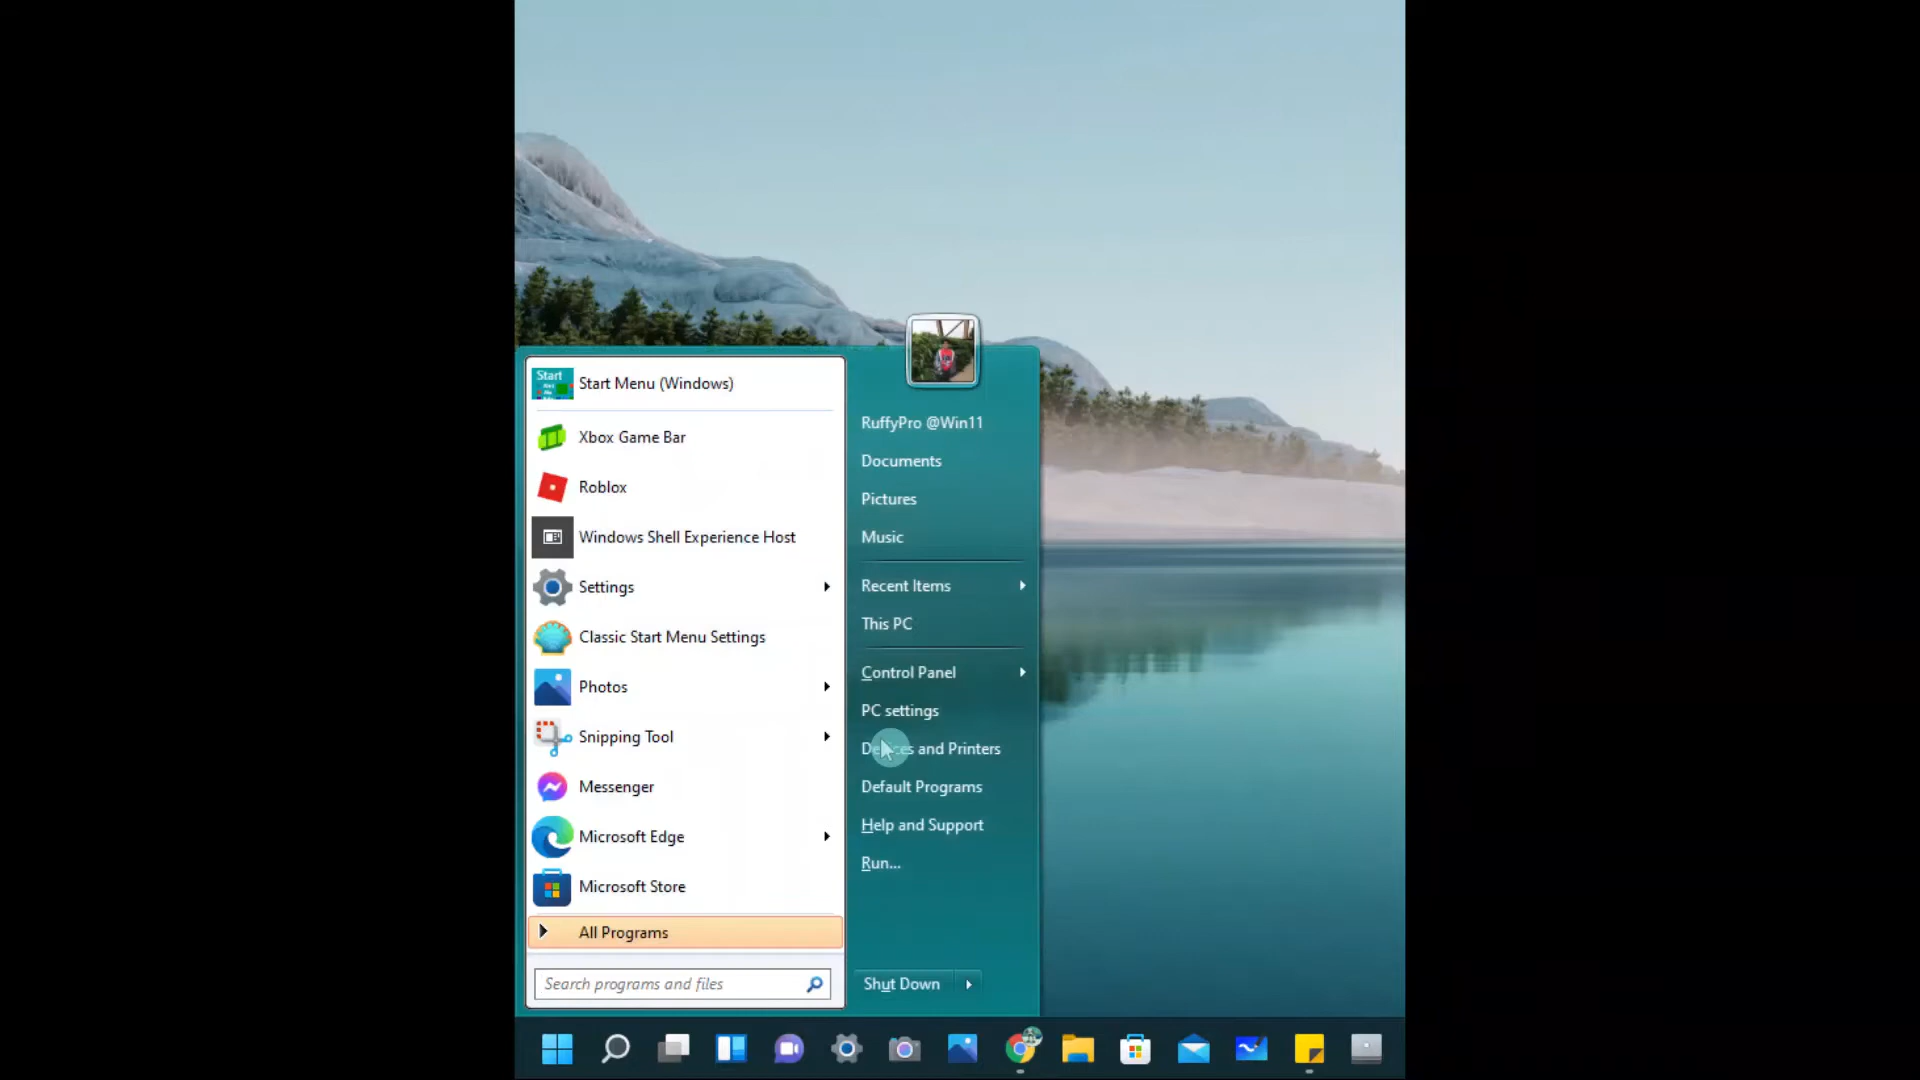 Start
Start Menu (Windows)
Xbox Game Bar
Roblox
Windows Shell Experience Host
Settings
Classic Start Menu Settings
Photos
Snipping Tool
Messenger
Microsoft Edge
Microsoft Store
All Programs
Search programs and files
RuffyPro @Win11
Documents
Pictures
Music
Recent Items
This PC
Control Panel
PC settings
and Printers
Default Programs
Help and Support
Run...
Shut Down